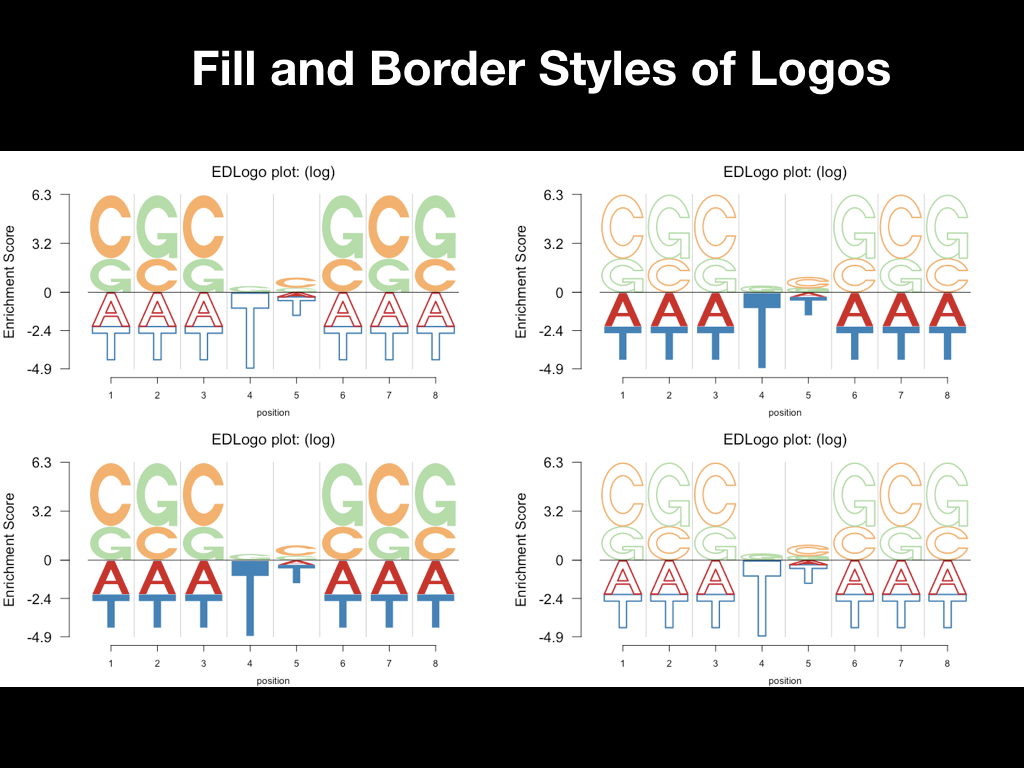 Fill and Border Styles of Logos
EDLogo plot: (log)
Enrichment Score
6.3
3.2
0
-2.4
-4.9
C G C G C G
G C G C C G C
A A A T A A A A
T T T T T T T
1 2 3 4 5 6 7 8
position
EDLogo plot: (log)
Enrichment Score
6.3
3.2
0
-2.4
-4.9
C G C G C G
G C G C C G C
A A A T A A A A
T T T T T T T
1 2 3 4 5 6 7 8
position
EDLogo plot: (log)
Enrichment Score
6.3
3.2
0
-2.4
-4.9
C G C G C G
G C G C C G C
A A A T A A A A
T T T T T T T
1 2 3 4 5 6 7 8
position
EDLogo plot: (log)
Enrichment Score
6.3
3.2
0
-2.4
-4.9
C G C G C G
G C G C C G C
A A A T A A A A
T T T T T T T
1 2 3 4 5 6 7 8
position